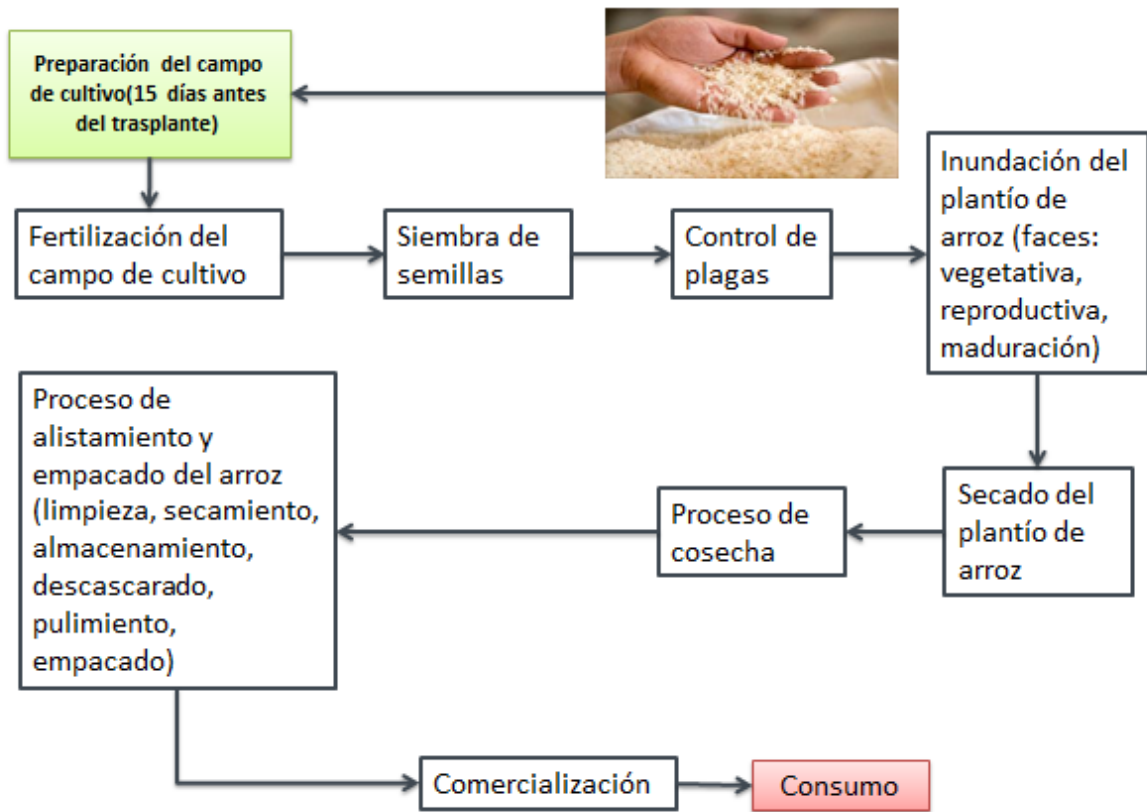 Preparación del campo
de cultivo(15 días antes
del trasplante)
Fertilización del
campo de cultivo
Siembra de
semillas
Control de
plagas
Inundación del
plantío de
arroz (faces:
vegetativa,
reproductiva,
maduración)
Secado del
plantío de
arroz
Proceso de
cosecha
Proceso de
alistamiento y
empacado del arroz
(limpieza, secamiento,
almacenamiento,
descascarado,
pulimiento,
empacado)
Comercialización
Consumo